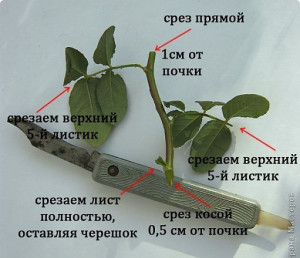 срез прямой
1см от
почки
срезаем верхний
5-й листик
срезаем верхний
5-й листик
срезаем лист
полностью,
оставляя черешок
срез косой
0,5 см от почки